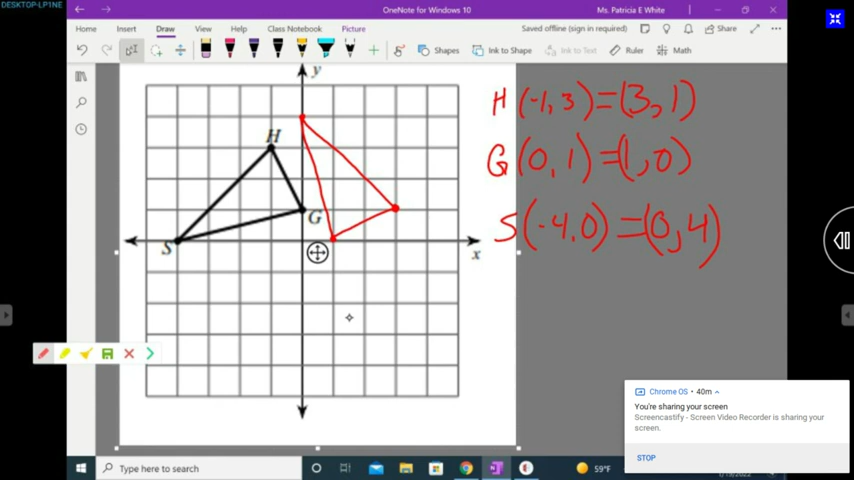 DESKTOP-LP1NE
OneNote for Windows 10
Ms. Patricia E White
Home Insert Draw View Help Class Notebook
Saved offline (sign in required)
Share
Shapes Ink to Shape Ink to Text Ruler Math
y
H (-1, 3) = (3, 1)
H
G (0, 1) = (1, 0)
G
S (-4, 0) = (0, 4)
S
x
Chrome OS • 40m
You're sharing your screen
Screencastify - Screen Video Recorder is sharing your
screen.
STOP
Type here to search
59°F